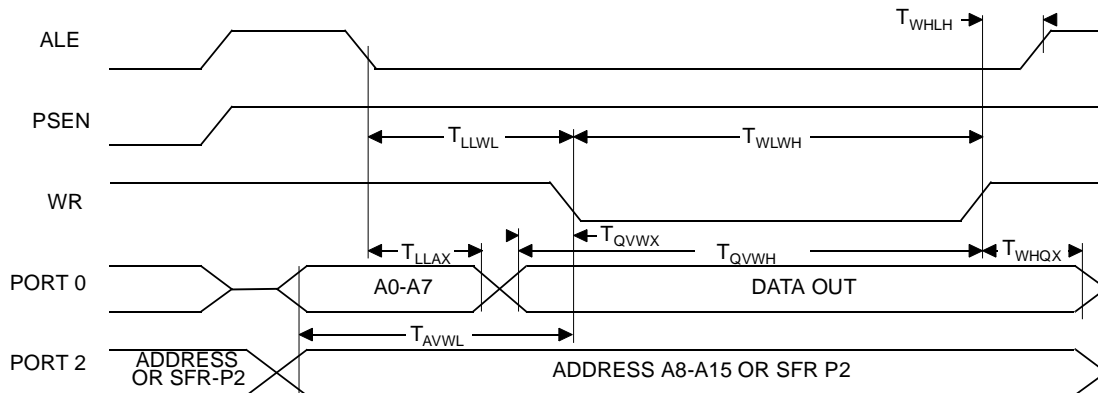 T_WHLH
ALE
PSEN
T_LLWL
T_WLWH
WR
T_QVWX
T_LLAX
T_QVWH
T_WHQX
PORT 0
A0-A7
DATA OUT
T_AVWL
PORT 2
ADDRESS
OR SFR-P2
ADDRESS A8-A15 OR SFR P2